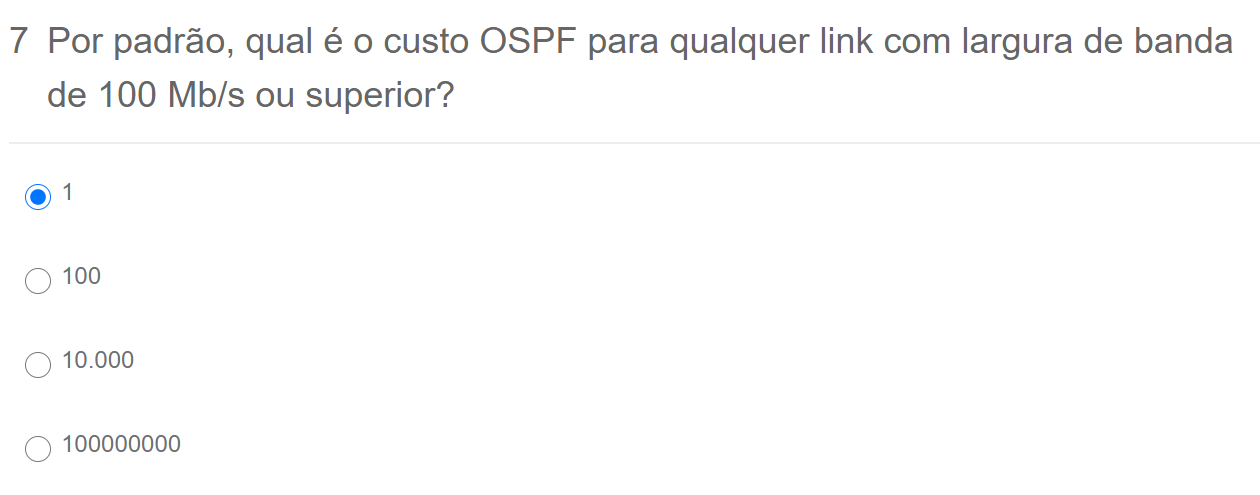 7 Por padrão, qual é o custo OSPF para qualquer link com largura de banda
de 100 Mb/s ou superior?
1
100
10.000
100000000